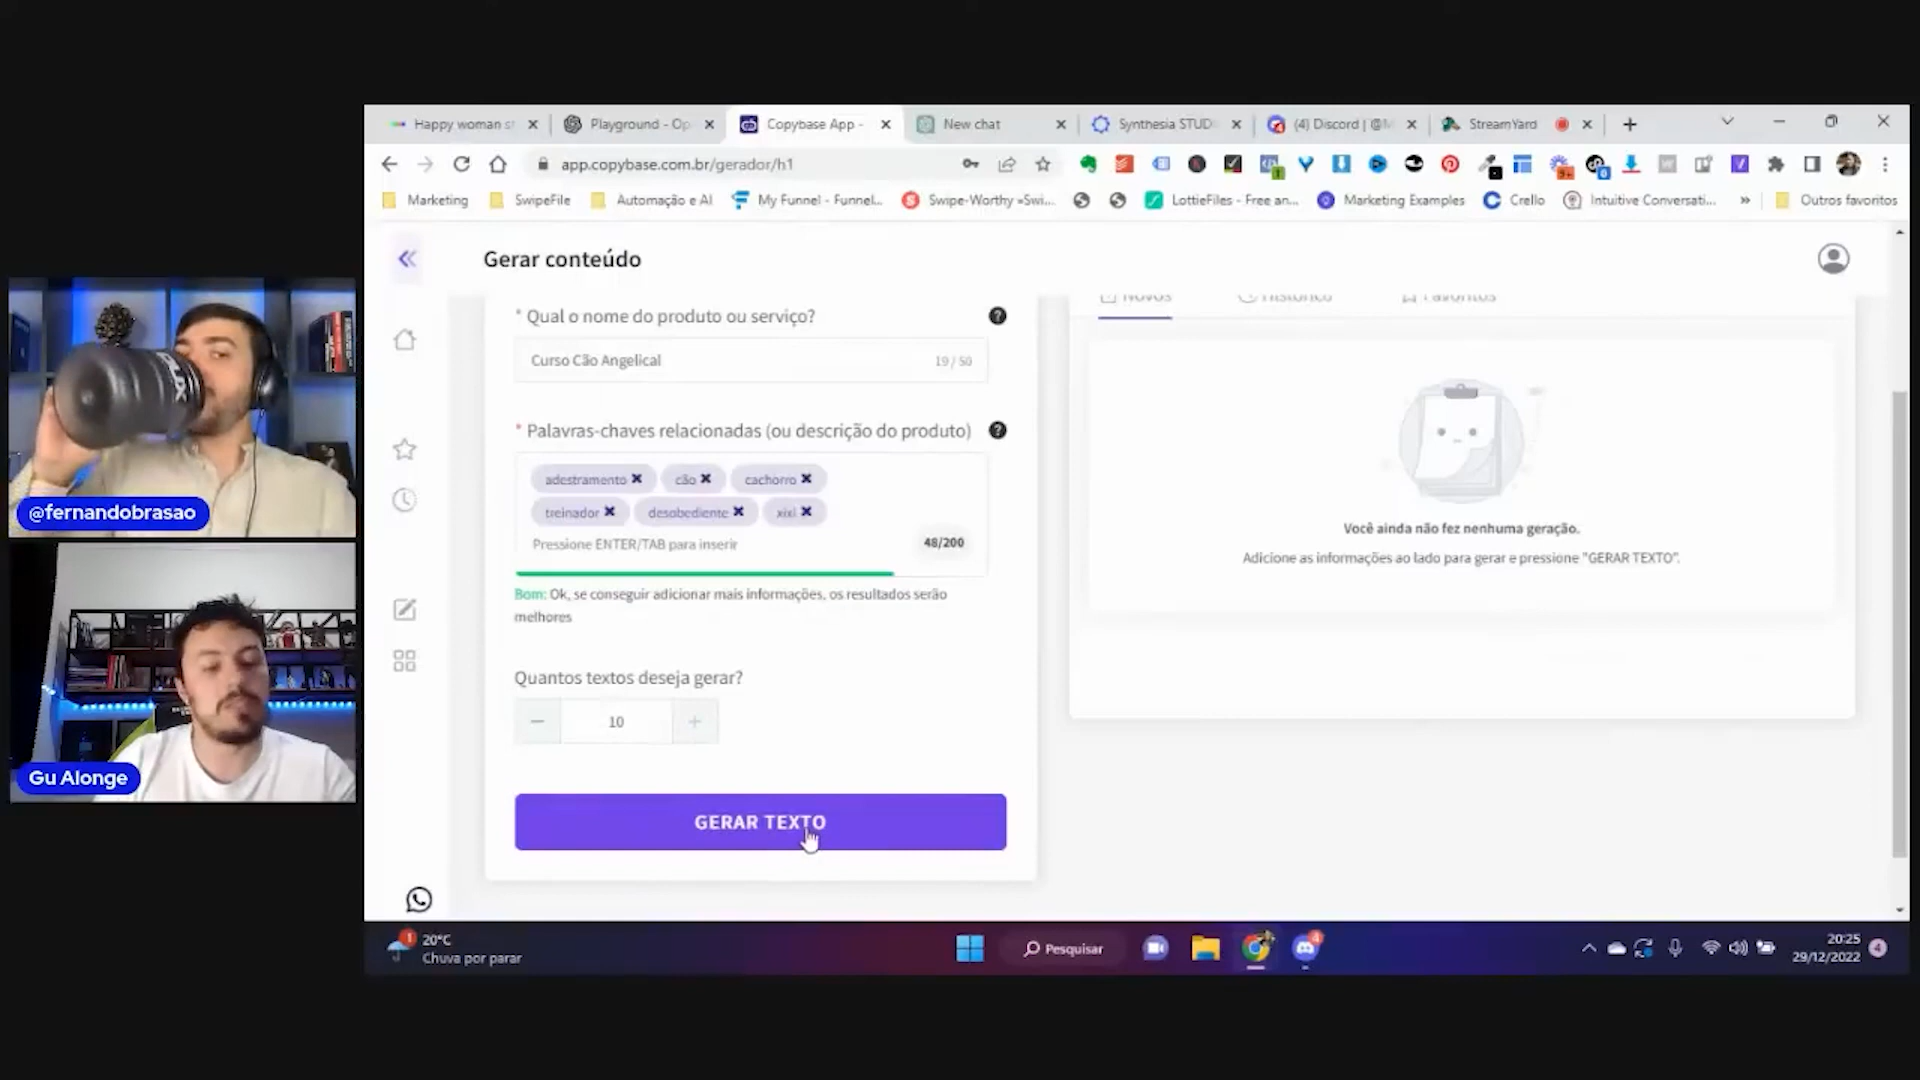 Happy woman s
Playground - Op
Copybase App -
New chat
Synthesia STUD
(4) Discord | @M
StreamYard
app.copybase.com.br/gerador/h1
Marketing
SwipeFile
Automação e AI
My Funnel - Funnel...
Swipe-Worthy »Swi...
LottieFiles - Free an...
Marketing Examples
Crello
Intuitive Conversati...
»
Outros favoritos
Gerar conteúdo
Novos
Histórico
Favoritos
* Qual o nome do produto ou serviço?
Curso Cão Angelical
19 / 50
* Palavras-chaves relacionadas (ou descrição do produto)
adestramento
cão
cachorro
treinador
desobediente
xixi
Pressione ENTER/TAB para inserir
48/200
Bom: Ok, se conseguir adicionar mais informações, os resultados serão
melhores
Quantos textos deseja gerar?
10
GERAR TEXTO
Você ainda não fez nenhuma geração.
Adicione as informações ao lado para gerar e pressione "GERAR TEXTO".
@fernandobrasao
Gu Alonge
20°C
Chuva por parar
Pesquisar
20:25
29/12/2022
4